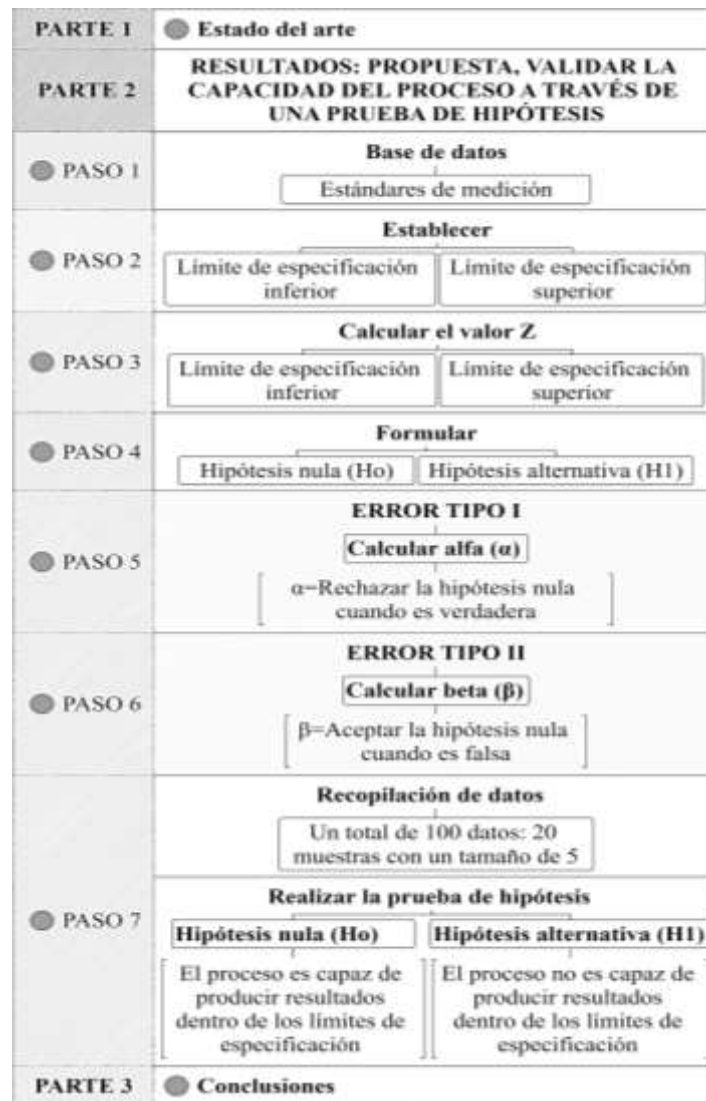 PARTE 1
Estado del arte
PARTE 2
RESULTADOS: PROPUESTA, VALIDAR LA
CAPACIDAD DEL PROCESO A TRAVÉS DE
UNA PRUEBA DE HIPÓTESIS
PASO 1
Base de datos
Estándares de medición
PASO 2
Establecer
Límite de especificación
inferior
Límite de especificación
superior
PASO 3
Calcular el valor Z
Límite de especificación
inferior
Límite de especificación
superior
PASO 4
Formular
Hipótesis nula (Ho)
Hipótesis alternativa (H1)
PASO 5
ERROR TIPO I
Calcular alfa (α)
α=Rechazar la hipótesis nula
cuando es verdadera
PASO 6
ERROR TIPO II
Calcular beta (β)
β=Aceptar la hipótesis nula
cuando es falsa
PASO 7
Recopilación de datos
Un total de 100 datos: 20
muestras con un tamaño de 5
Realizar la prueba de hipótesis
Hipótesis nula (Ho)
El proceso es capaz de
producir resultados
dentro de los límites de
especificación
Hipótesis alternativa (H1)
El proceso no es capaz de
producir resultados
dentro de los límites de
especificación
PARTE 3
Conclusiones